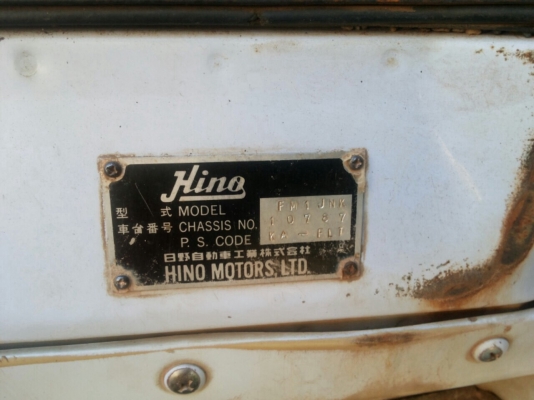 Hino
型式 MODEL
車台番号 CHASSIS NO. 10787
P. S. CODE
日野自動車工業株式会社
HINO MOTORS, LTD.